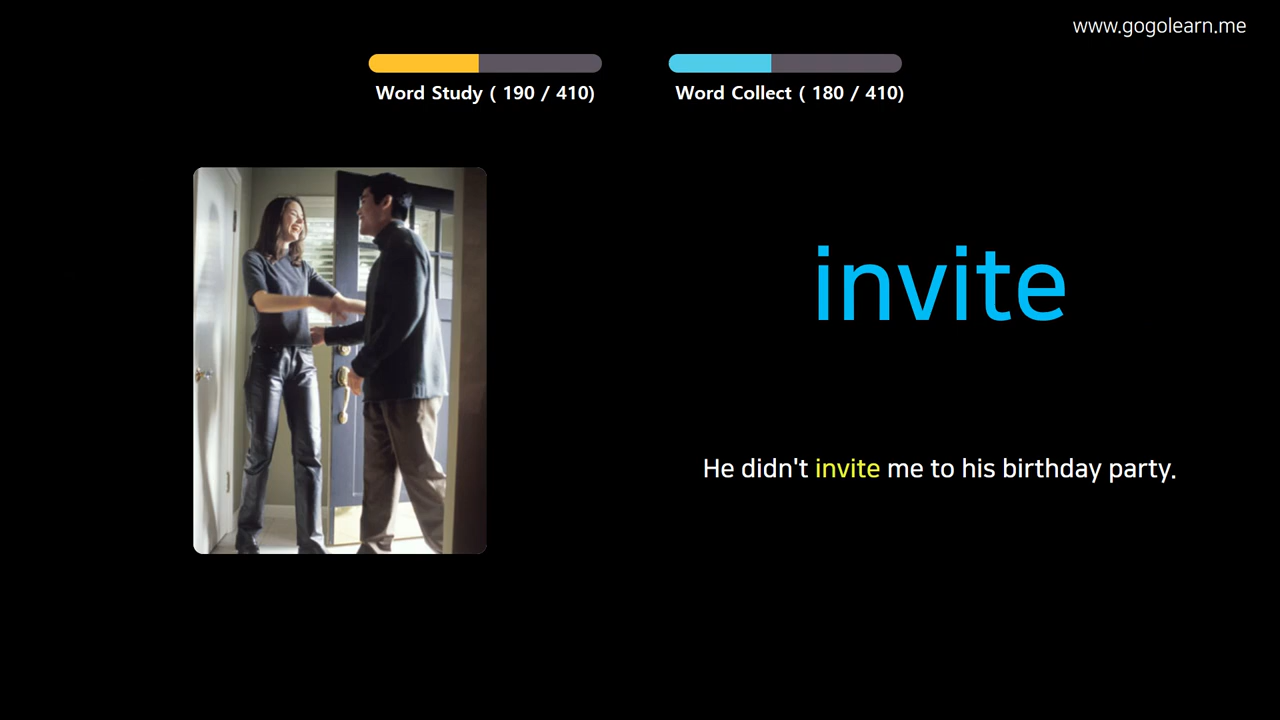 www.gogolearn.me
Word Study ( 190 / 410)
Word Collect ( 180 / 410)
invite
He didn't invite me to his birthday party.